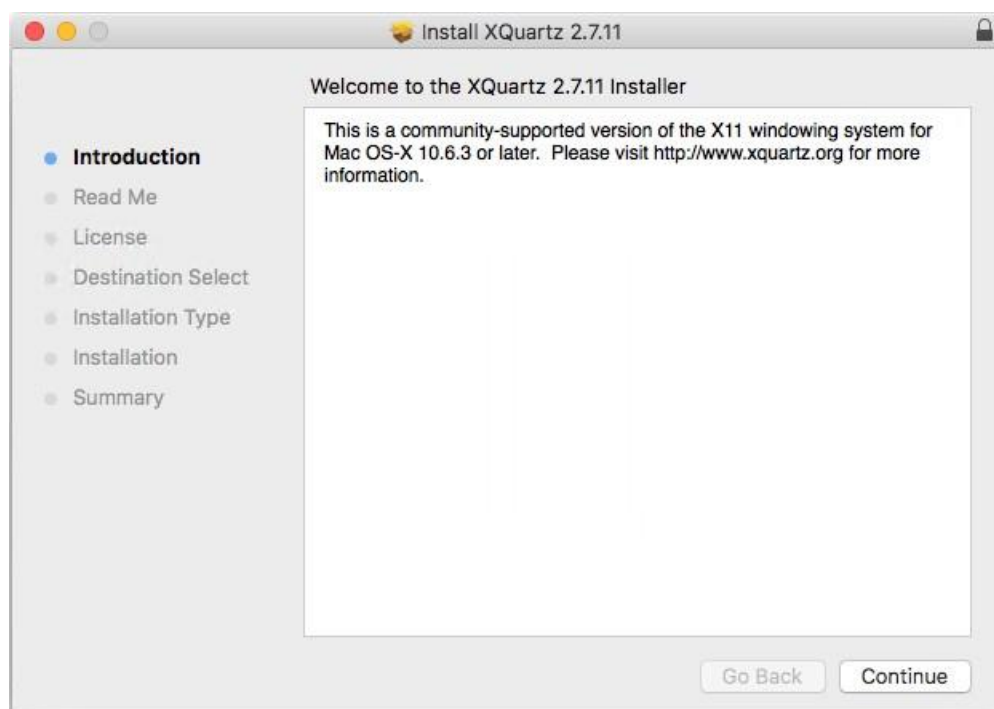 Install XQuartz 2.7.11
Welcome to the XQuartz 2.7.11 Installer
Introduction
Read Me
License
Destination Select
Installation Type
Installation
Summary
This is a community-supported version of the X11 windowing system for
Mac OS-X 10.6.3 or later.  Please visit http://www.xquartz.org for more
information.
Go Back
Continue